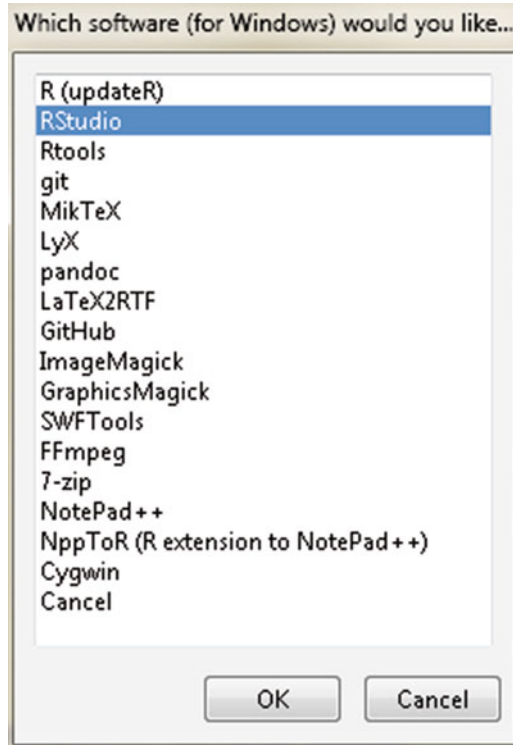 Which software (for Windows) would you like...
R (updateR)
RStudio
Rtools
git
MikTeX
LyX
pandoc
LaTeX2RTF
GitHub
ImageMagick
GraphicsMagick
SWFTools
FFmpeg
7-zip
NotePad++
NppToR (R extension to NotePad++)
Cygwin
Cancel
OK
Cancel